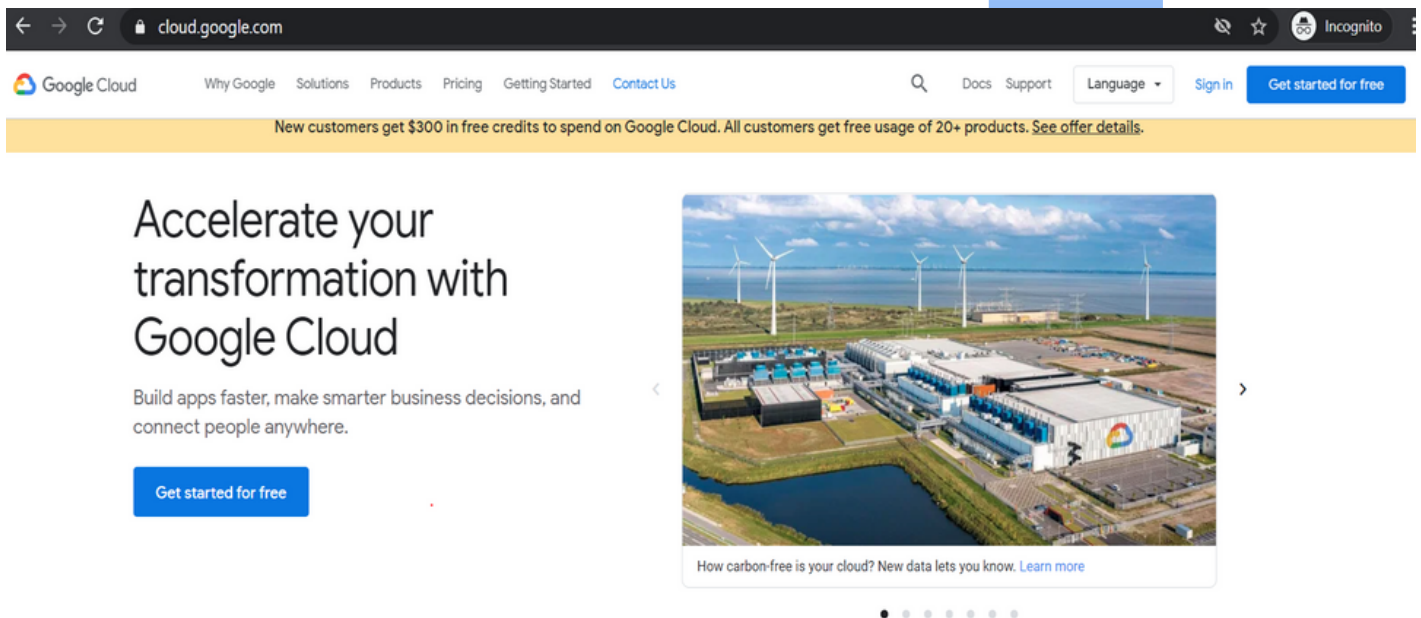 cloud.google.com
Incognito
Google Cloud
Why Google Solutions Products Pricing Getting Started Contact Us
Docs Support Language Sign in Get started for free
New customers get $300 in free credits to spend on Google Cloud. All customers get free usage of 20+ products. See offer details.
Accelerate your
transformation with
Google Cloud
Build apps faster, make smarter business decisions, and
connect people anywhere.
Get started for free
How carbon-free is your cloud? New data lets you know. Learn more